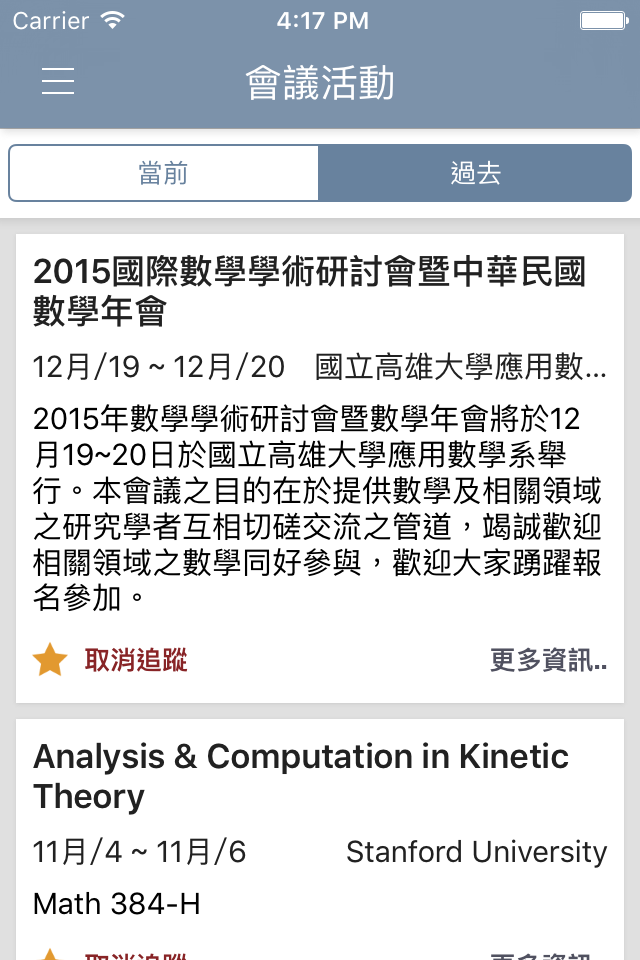 Carrier 4:17 PM
會議活動
當前 過去
2015國際數學學術研討會暨中華民國
數學年會
12月/19 ~ 12月/20 國立高雄大學應用數...
2015年數學學術研討會暨數學年會將於12
月19~20日於國立高雄大學應用數學系舉
行。本會議之目的在於提供數學及相關領域
之研究學者互相切磋交流之管道，竭誠歡迎
相關領域之數學同好參與，歡迎大家踴躍報
名參加。
取消追蹤 更多資訊..
Analysis & Computation in Kinetic
Theory
11月/4 ~ 11月/6 Stanford University
Math 384-H
取消追蹤 更多資訊..